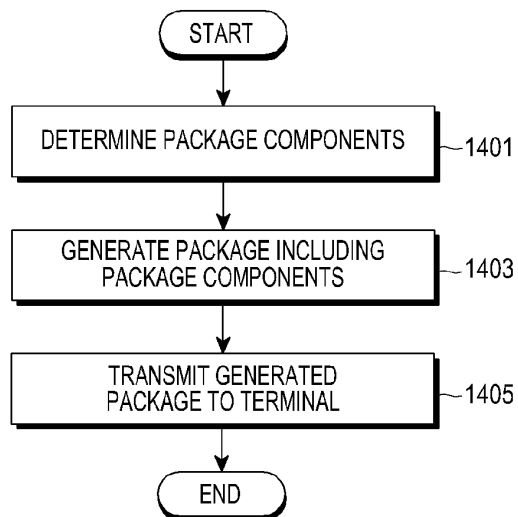 START
DETERMINE PACKAGE COMPONENTS
1401
GENERATE PACKAGE INCLUDING
PACKAGE COMPONENTS
1403
TRANSMIT GENERATED
PACKAGE TO TERMINAL
1405
END